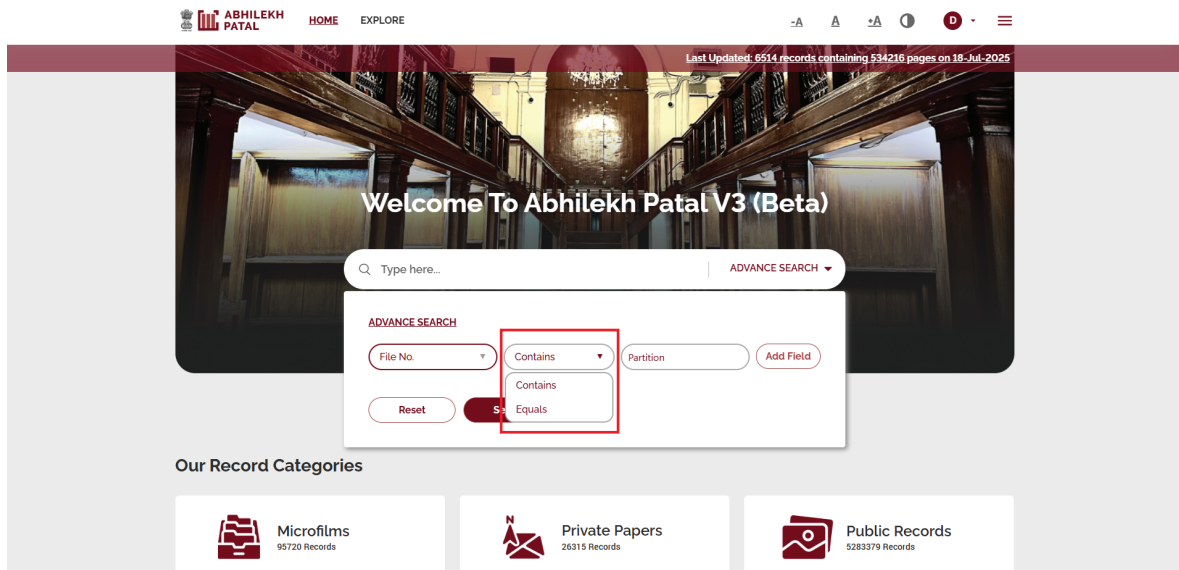 ABHILEKH PATAL HOME EXPLORE -A A +A D
Last Updated: 6514 records containing 534216 pages on 18-Jul-2025
Welcome To Abhilekh Patal V3 (Beta)
Type here... ADVANCE SEARCH
ADVANCE SEARCH
File No. Contains Partition Add Field
Contains
Reset Se Equals
Our Record Categories
N
Microfilms Private Papers Public Records
95720 Records 26315 Records 5283379 Records